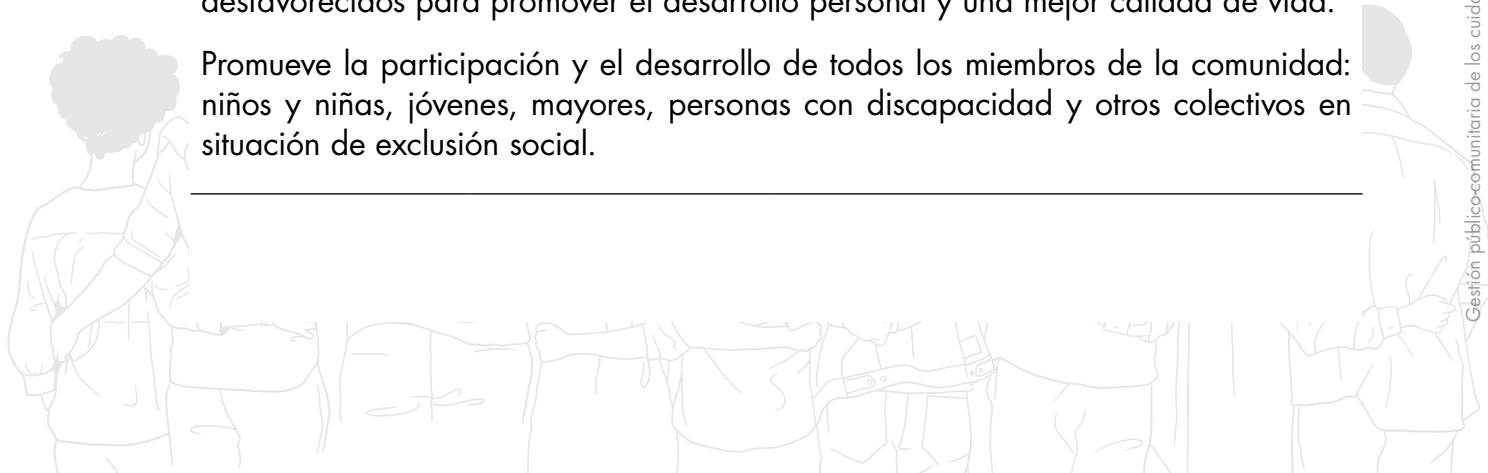 desfavorecidos para promover el desarrollo personal y una mejor calidad de vida.
Promueve la participación y el desarrollo de todos los miembros de la comunidad:
niños y niñas, jóvenes, mayores, personas con discapacidad y otros colectivos en
situación de exclusión social.
Gestión público-comunitaria de los